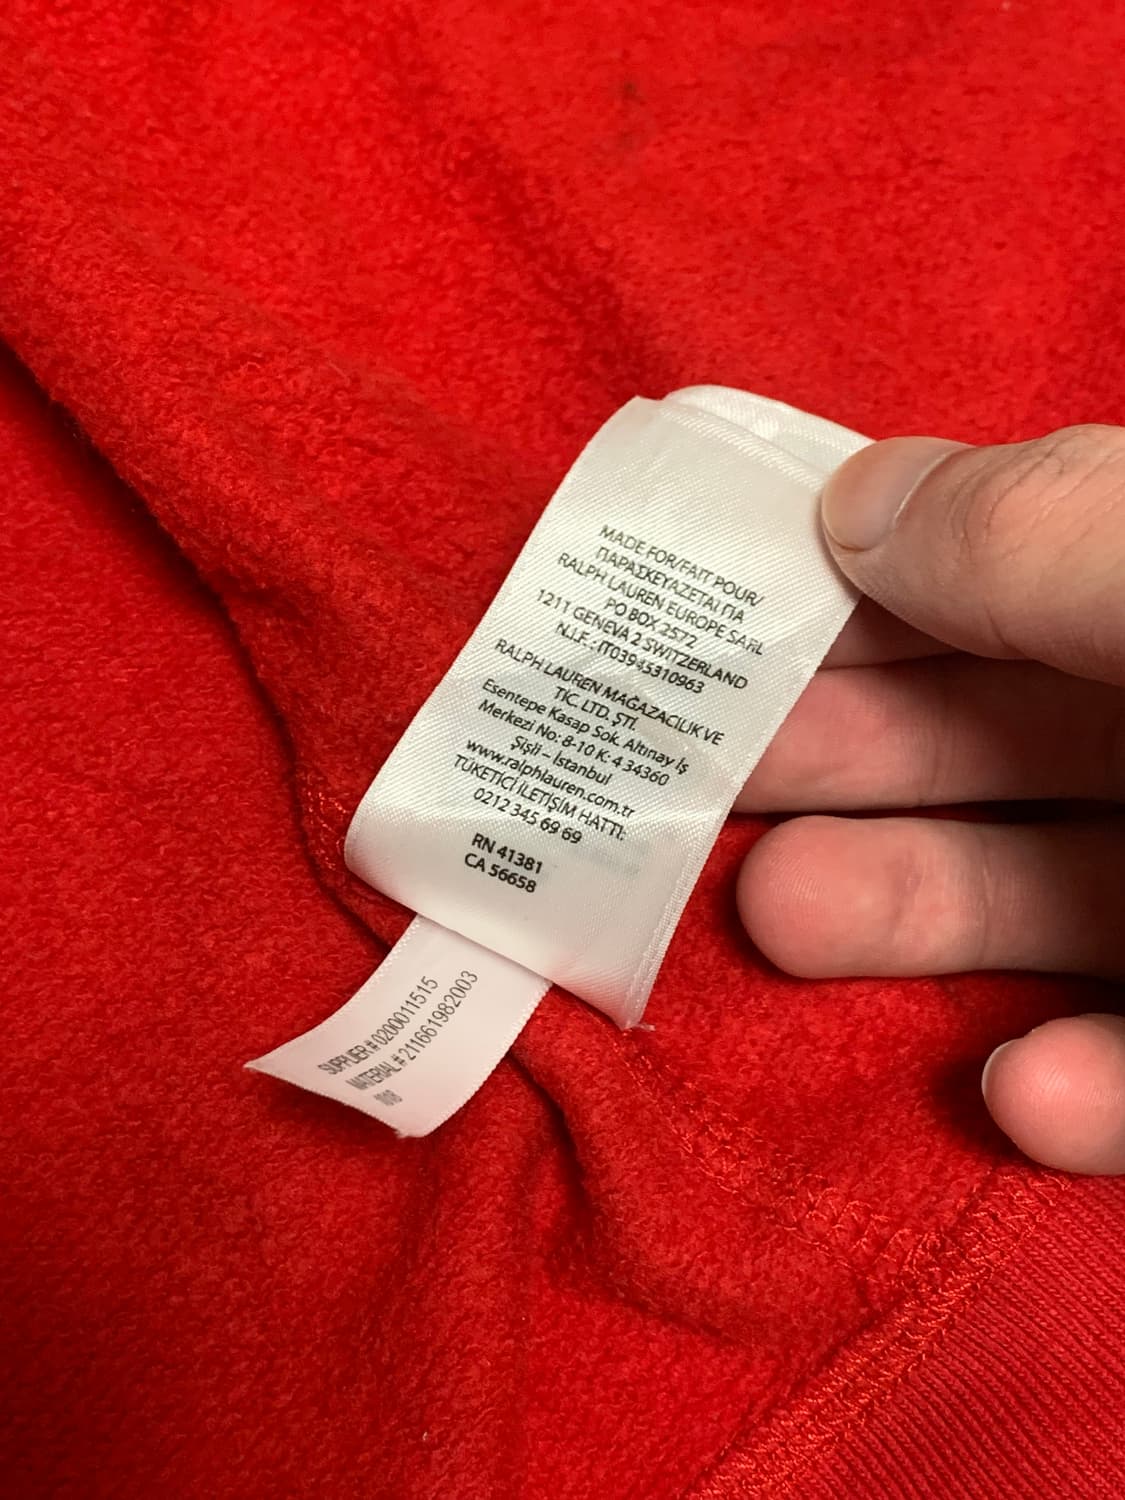 MADE FOR/FAIT POUR/
ΠΑΡΑΣΚΕΥΑΖΕΤΑΙ ΓΙΑ
RALPH LAUREN EUROPE SARL
PO BOX 2572
1211 GENEVA 2 SWITZERLAND
N.I.F. : IT03945310963
RALPH LAUREN MAĞAZACILIK VE
TİC. LTD. ŞTİ.
Esentepe Kasap Sok. Altınay İş
Merkezi No: 8-10 K: 4 34360
Şişli – İstanbul
www.ralphlauren.com.tr
TÜKETİCİ İLETİŞİM HATTI:
0212 345 69 69
RN 41381
CA 56658
SUPPLIER # 0200011515
MATERIAL # 211661982003